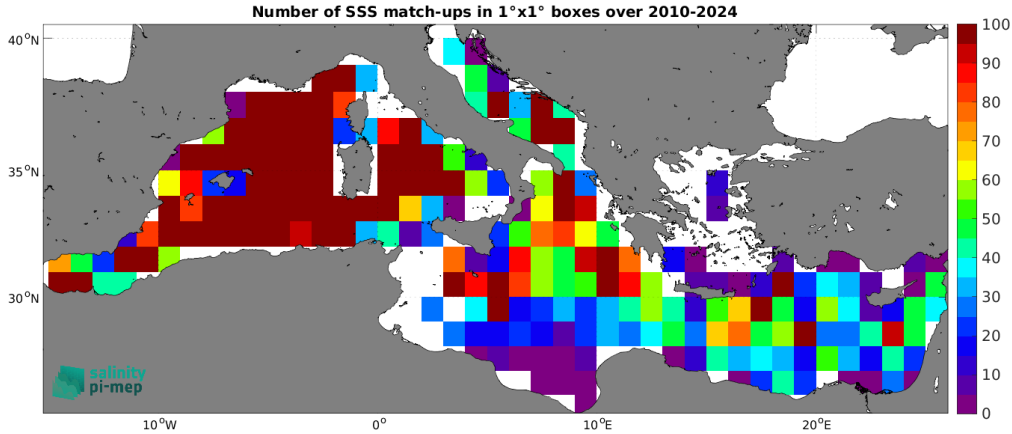 Number of SSS match-ups in 1°x1° boxes over 2010-2024
40°N
35°N
30°N
10°W
0°
10°E
20°E
100
90
80
70
60
50
40
30
20
10
0
salinity
pi-mep